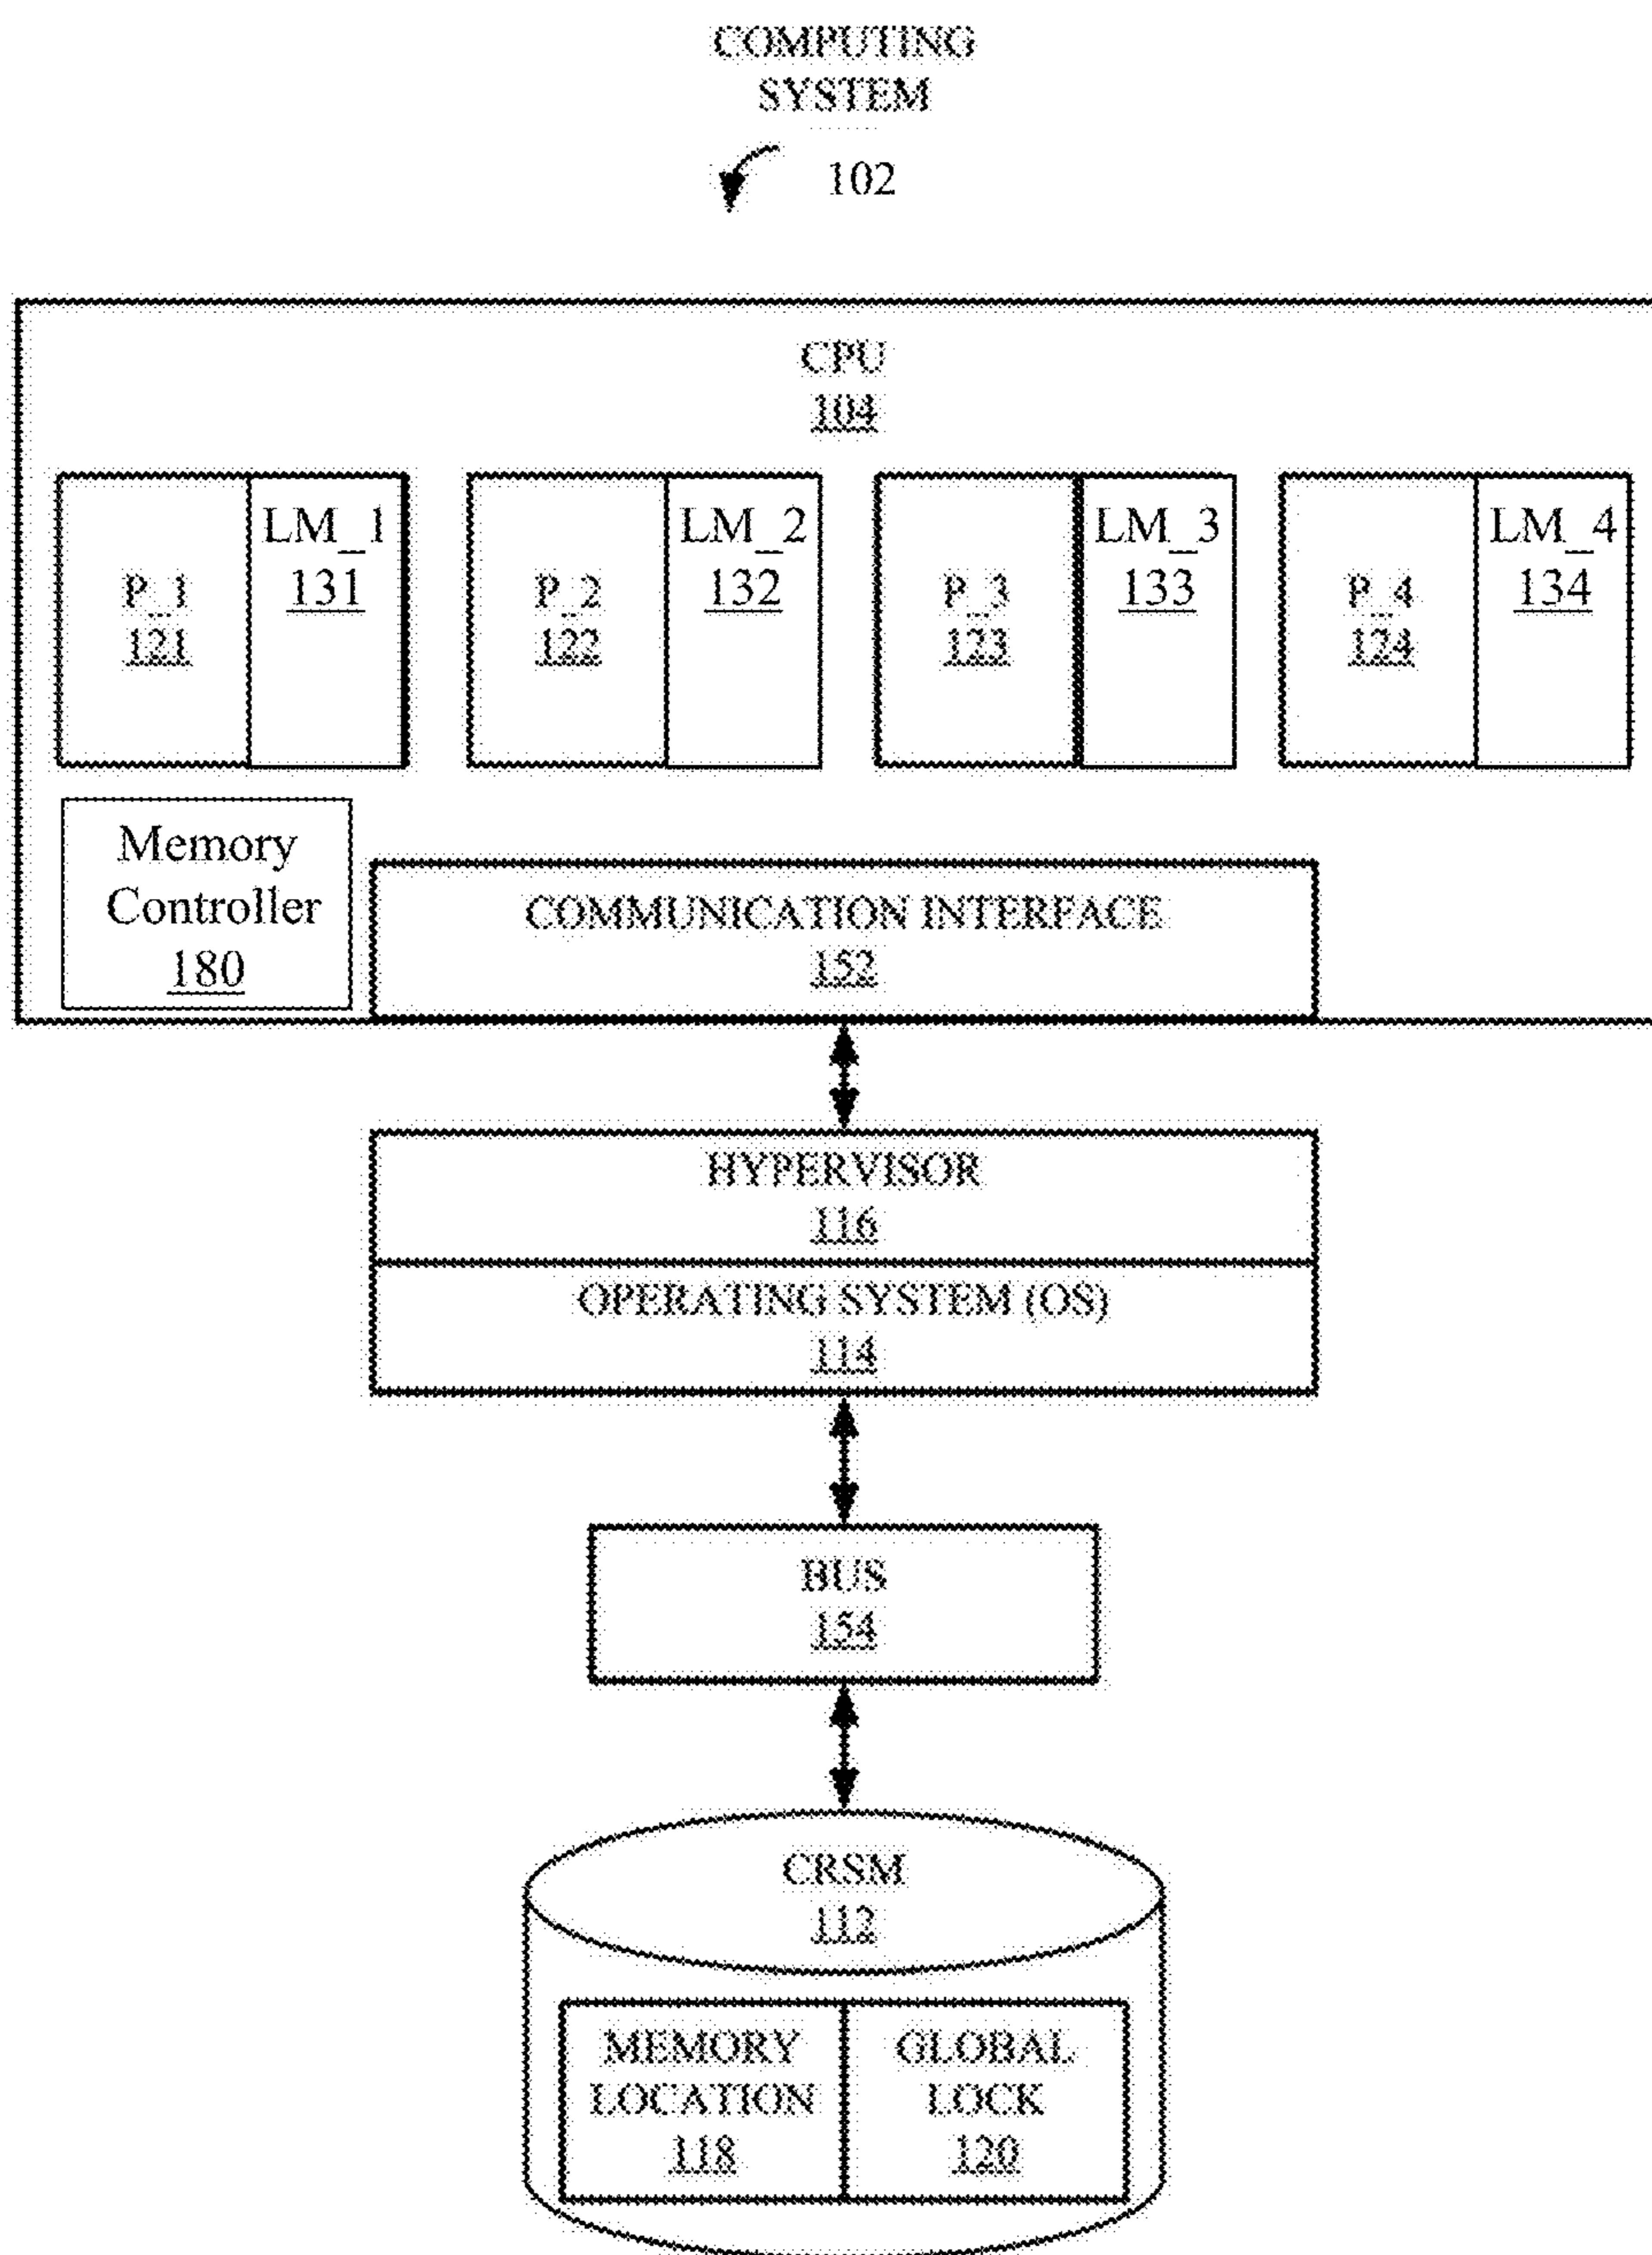 COMPUTING
SYSTEM
102
CPU
104
P_1
121
LM_1
131
P_2
122
LM_2
132
P_3
123
LM_3
133
P_4
124
LM_4
134
Memory
Controller
180
COMMUNICATION INTERFACE
152
HYPERVISOR
116
OPERATING SYSTEM (OS)
114
BUS
154
CRSM
112
MEMORY
LOCATION
118
GLOBAL
LOCK
120